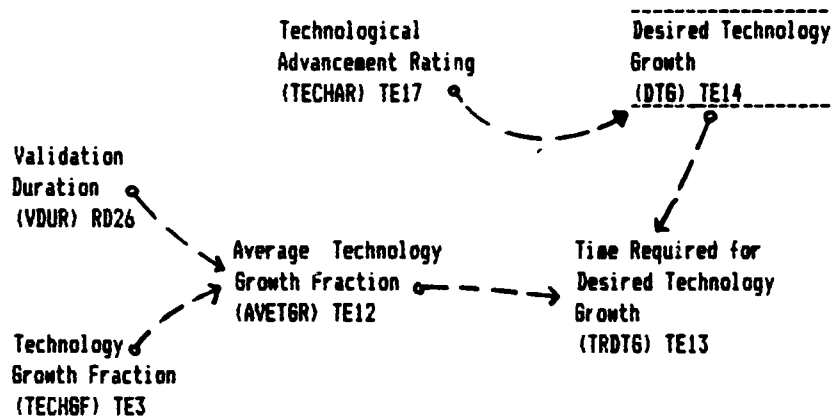 Technological
Advancement Rating
(TECHAR) TE17
Desired Technology
Growth
(DTG) TE14
Validation
Duration
(VDUR) RD26
Average Technology
Growth Fraction
(AVETGR) TE12
Time Required for
Desired Technology
Growth
(TRDTG) TE13
Technology
Growth Fraction
(TECHGF) TE3